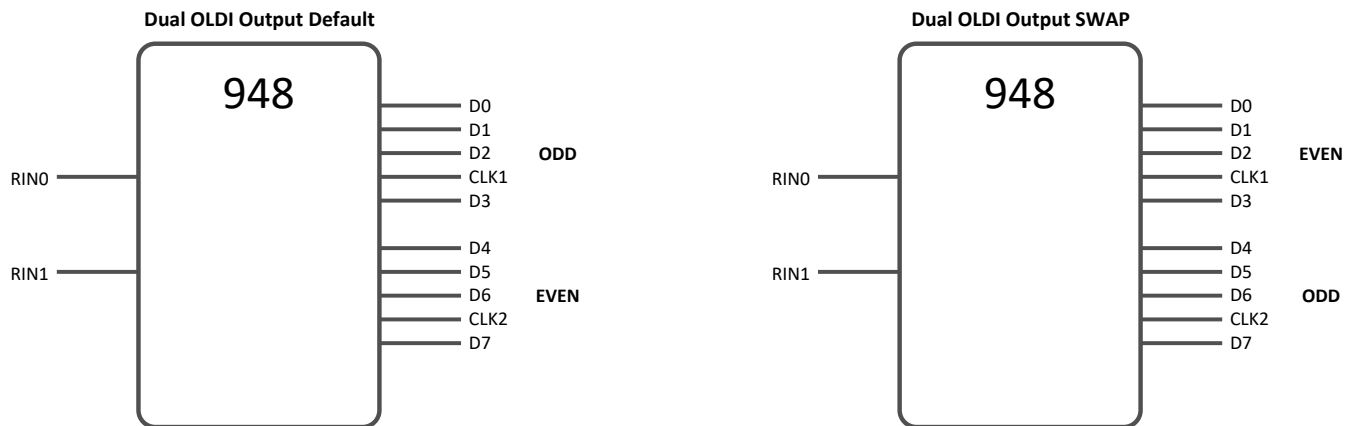 Dual OLDI Output Default
948
D0
D1
D2
CLK1
D3
ODD
RIN0
D4
D5
D6
CLK2
D7
EVEN
RIN1
Dual OLDI Output SWAP
948
D0
D1
D2
CLK1
D3
EVEN
RIN0
D4
D5
D6
CLK2
D7
ODD
RIN1